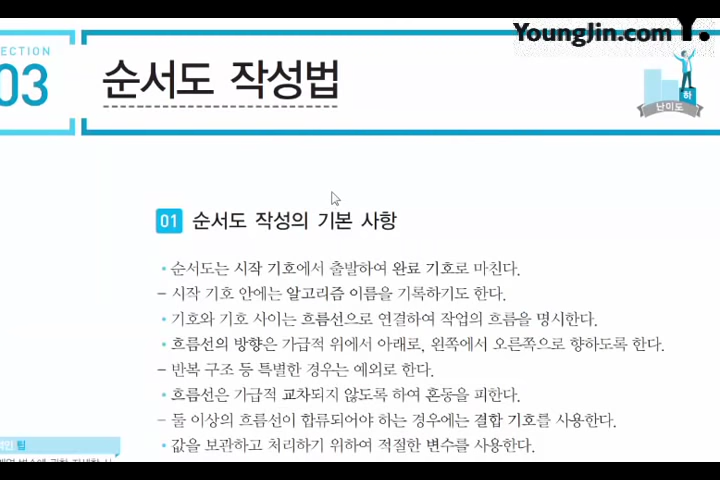 YoungJin.com Y.
ECTION
03
순서도 작성법
하
난이도
01 순서도 작성의 기본 사항
• 순서도는 시작 기호에서 출발하여 완료 기호로 마친다.
– 시작 기호 안에는 알고리즘 이름을 기록하기도 한다.
• 기호와 기호 사이는 흐름선으로 연결하여 작업의 흐름을 명시한다.
• 흐름선의 방향은 가급적 위에서 아래로, 왼쪽에서 오른쪽으로 향하도록 한다.
– 반복 구조 등 특별한 경우는 예외로 한다.
• 흐름선은 가급적 교차되지 않도록 하여 혼동을 피한다.
– 둘 이상의 흐름선이 합류되어야 하는 경우에는 결합 기호를 사용한다.
• 값을 보관하고 처리하기 위하여 적절한 변수를 사용한다.
팁